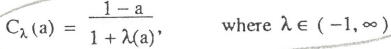 C_λ(a) = (1 - a) / (1 + λ(a)), where λ ∈ ( -1, ∞ )